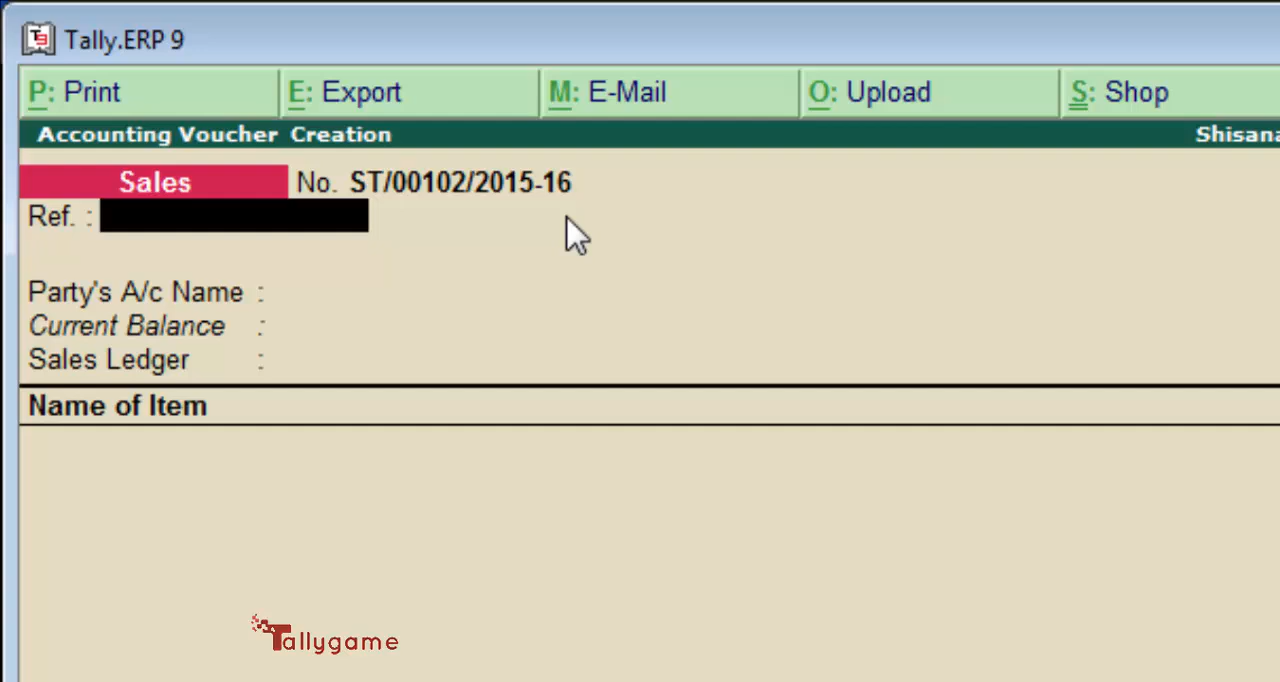 Tally.ERP 9
P: Print E: Export M: E-Mail O: Upload S: Shop
Accounting Voucher Creation
Sales No. ST/00102/2015-16
Ref. :
Party's A/c Name :
Current Balance :
Sales Ledger :
Name of Item
Tallygame